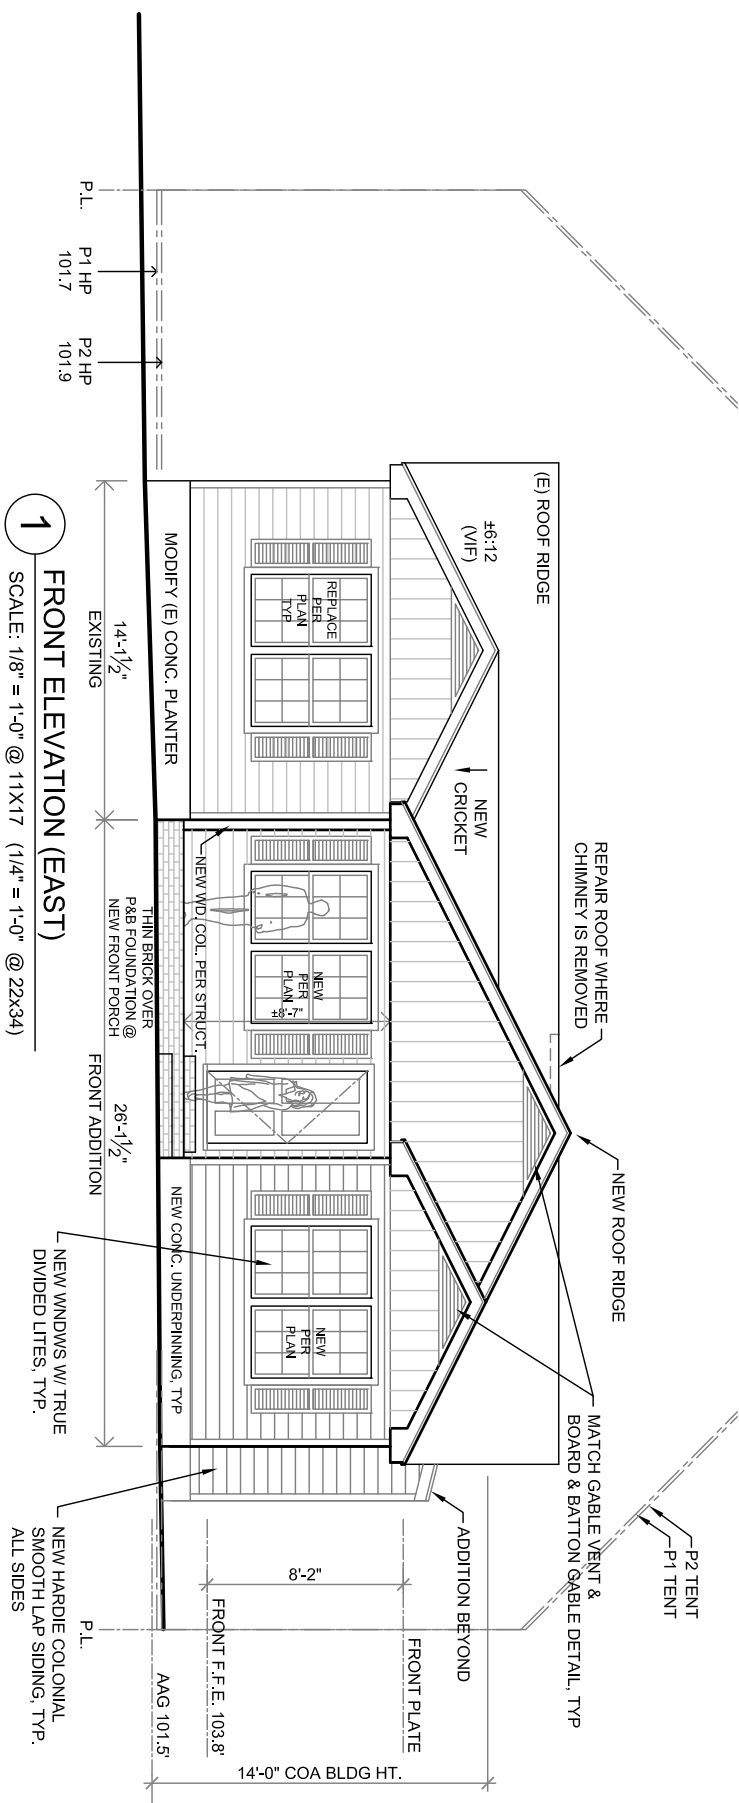 REPAIR ROOF WHERE
CHIMNEY IS REMOVED
NEW ROOF RIDGE
MATCH GABLE VENT &
BOARD & BATTON GABLE DETAIL, TYP
P2 TENT
P1 TENT
(E) ROOF RIDGE
±6:12
(VIF)
NEW
CRICKET
ADDITION BEYOND
FRONT PLATE
8'-2"
FRONT F.F.E. 103.8'
AAG 101.5'
14'-0" COA BLDG HT.
REPLACE
PER
PLAN
TYP
NEW
PER
PLAN
±8'-7"
NEW
PER
PLAN
MODIFY (E) CONC. PLANTER
NEW WD. COL. PER STRUCT.
NEW CONC. UNDERPINNING, TYP
THIN BRICK OVER
P&B FOUNDATION @
NEW FRONT PORCH
P.L.
P1 HP
101.7
P2 HP
101.9
14'-1½"
EXISTING
26'-1½"
FRONT ADDITION
NEW WNDWS W/ TRUE
DIVIDED LITES, TYP.
NEW HARDIE COLONIAL
SMOOTH LAP SIDING, TYP.
ALL SIDES
P.L.
1
FRONT ELEVATION (EAST)
SCALE: 1/8" = 1'-0" @ 11X17 (1/4" = 1'-0" @ 22x34)